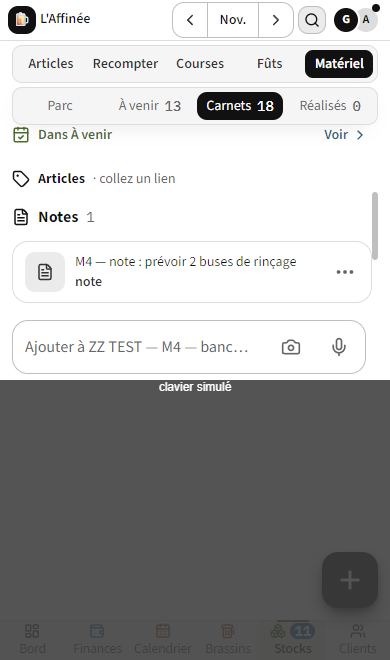 L'Affinée
Nov.
G
A
Articles
Recompter
Courses
Fûts
Matériel
Parc
À venir 13
Carnets 18
Réalisés 0
Dans À venir
Voir
Articles · collez un lien
Notes 1
M4 — note : prévoir 2 buses de rinçage
note
Ajouter à ZZ TEST — M4 — banc…
clavier simulé
11
Bord
Finances
Calendrier
Brassins
Stocks
Clients